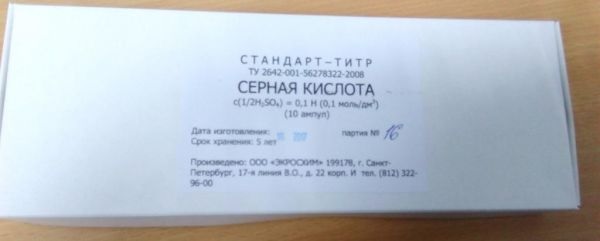 СТАНДАРТ-ТИТР
ТУ 2642-001-56278322-2008
СЕРНАЯ КИСЛОТА
с(1/2H₂SO₄) = 0,1 Н (0,1 моль/дм³)
(10 ампул)
Дата изготовления: партия № 16
Срок хранения: 5 лет
Произведено: ООО «ЭКРОСХИМ» 199178, г. Санкт-
Петербург, 17-я линия В.О., д. 22 корп. И тел. (812) 322-
96-00